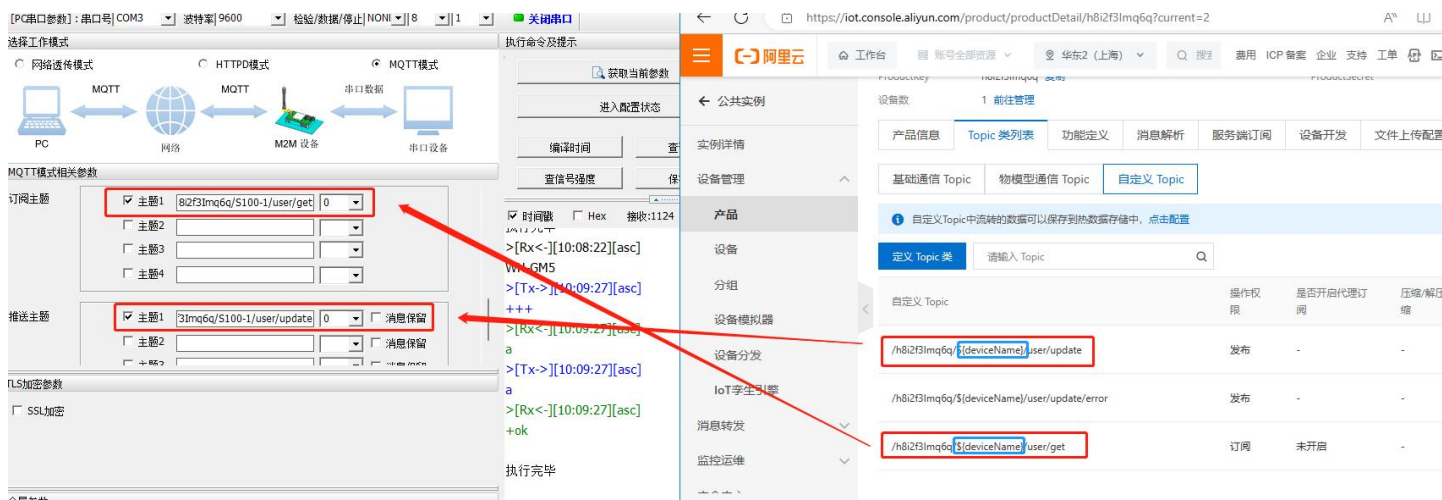 [PC串口参数]：串口号 COM3 波特率 9600 检验/数据/停止 NONI 8 1 关闭串口
选择工作模式
网络透传模式 HTTPD模式 MQTT模式
MQTT MQTT 串口数据
PC 网络 M2M 设备 串口设备
MQTT模式相关参数
订阅主题
主题1 8i2f3Imq6q/S100-1/user/get 0
主题2
主题3
主题4
推送主题
主题1 3Imq6q/S100-1/user/update 0 消息保留
主题2 消息保留
TLS加密参数
SSL加密
执行命令及提示
获取当前参数
进入配置状态
编译时间 查
查信号强度 保
时间戳 Hex 接收:1124
执行完毕
>[Rx<-][10:08:22][asc]
WH-GM5
>[Tx->][10:09:27][asc]
+++
>[Rx<-][10:09:27][asc]
a
>[Tx->][10:09:27][asc]
a
>[Rx<-][10:09:27][asc]
+ok
执行完毕
https://iot.console.aliyun.com/product/productDetail/h8i2f3Imq6q?current=2
阿里云 工作台 账号全部资源 华东2（上海） 费用 ICP 备案 企业 支持 工单
公共实例
实例详情
设备管理
产品
设备
分组
设备模拟器
设备分发
IoT孪生引擎
消息转发
监控运维
ProductKey h8i2f3Imq6q 复制 ProductSecret
设备数 1 前往管理
产品信息 Topic 类列表 功能定义 消息解析 服务端订阅 设备开发 文件上传配置
基础通信 Topic 物模型通信 Topic 自定义 Topic
自定义Topic中流转的数据可以保存到热数据存储中，点击配置
定义 Topic 类 请输入 Topic
自定义 Topic 操作权限 是否开启代理订阅 压缩/解压缩
/h8i2f3Imq6q/${deviceName}/user/update 发布 - -
/h8i2f3Imq6q/${deviceName}/user/update/error 发布 - -
/h8i2f3Imq6q/${deviceName}/user/get 订阅 未开启 -